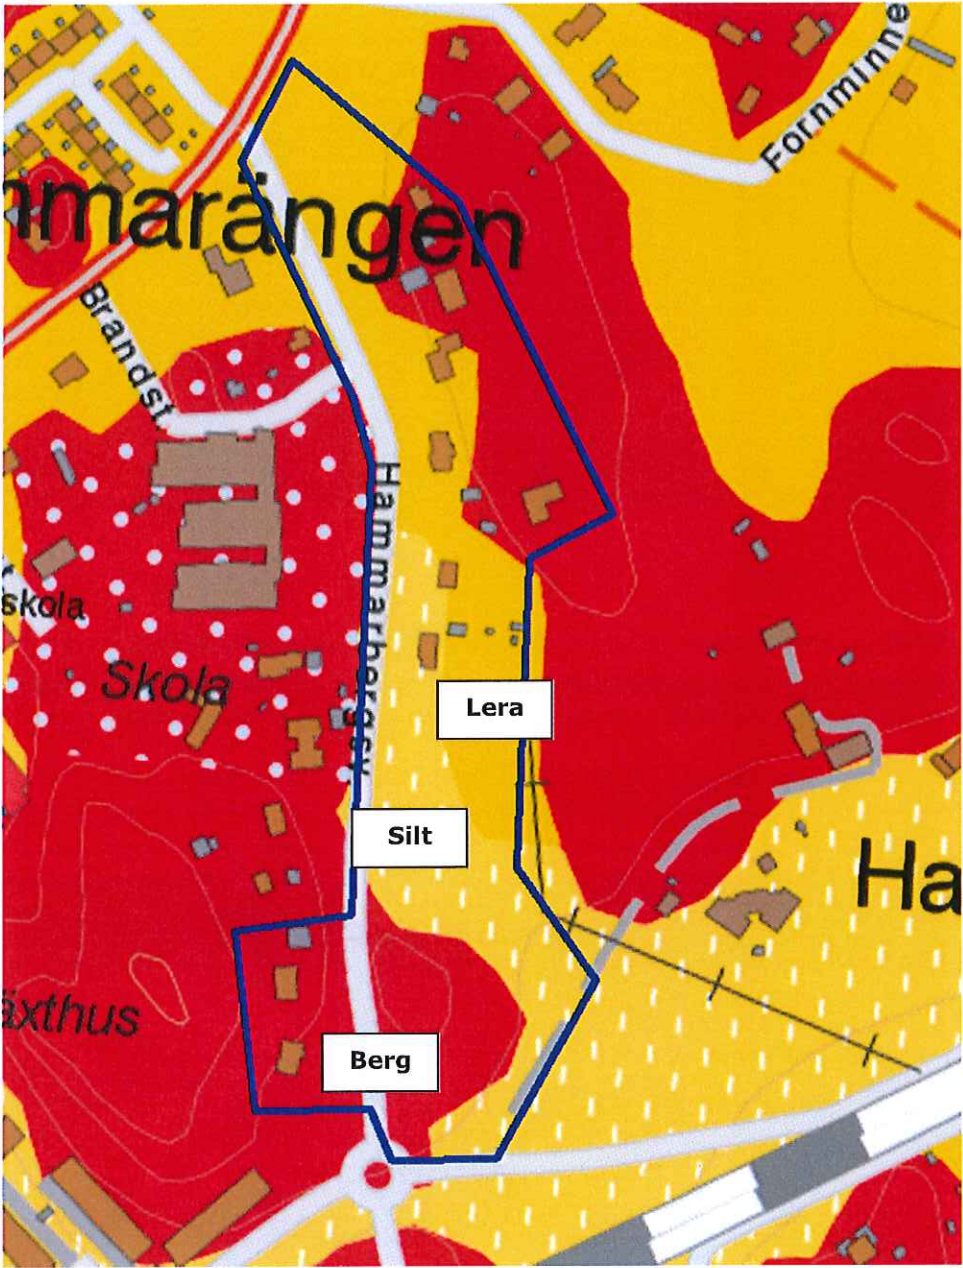 Fornminne
mmarängen
Brandst
Hammarbergsv
skola
Skola
Lera
Silt
Ha
äxthus
Berg